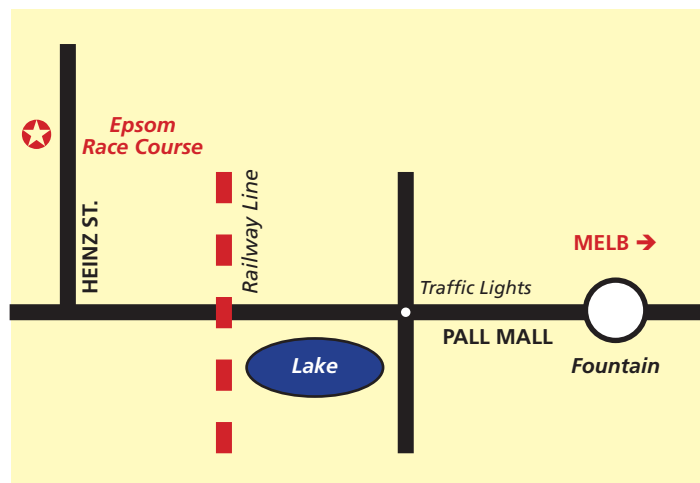 Epsom
Race Course
HEINZ ST.
Railway Line
MELB ➔
Traffic Lights
PALL MALL
Lake
Fountain